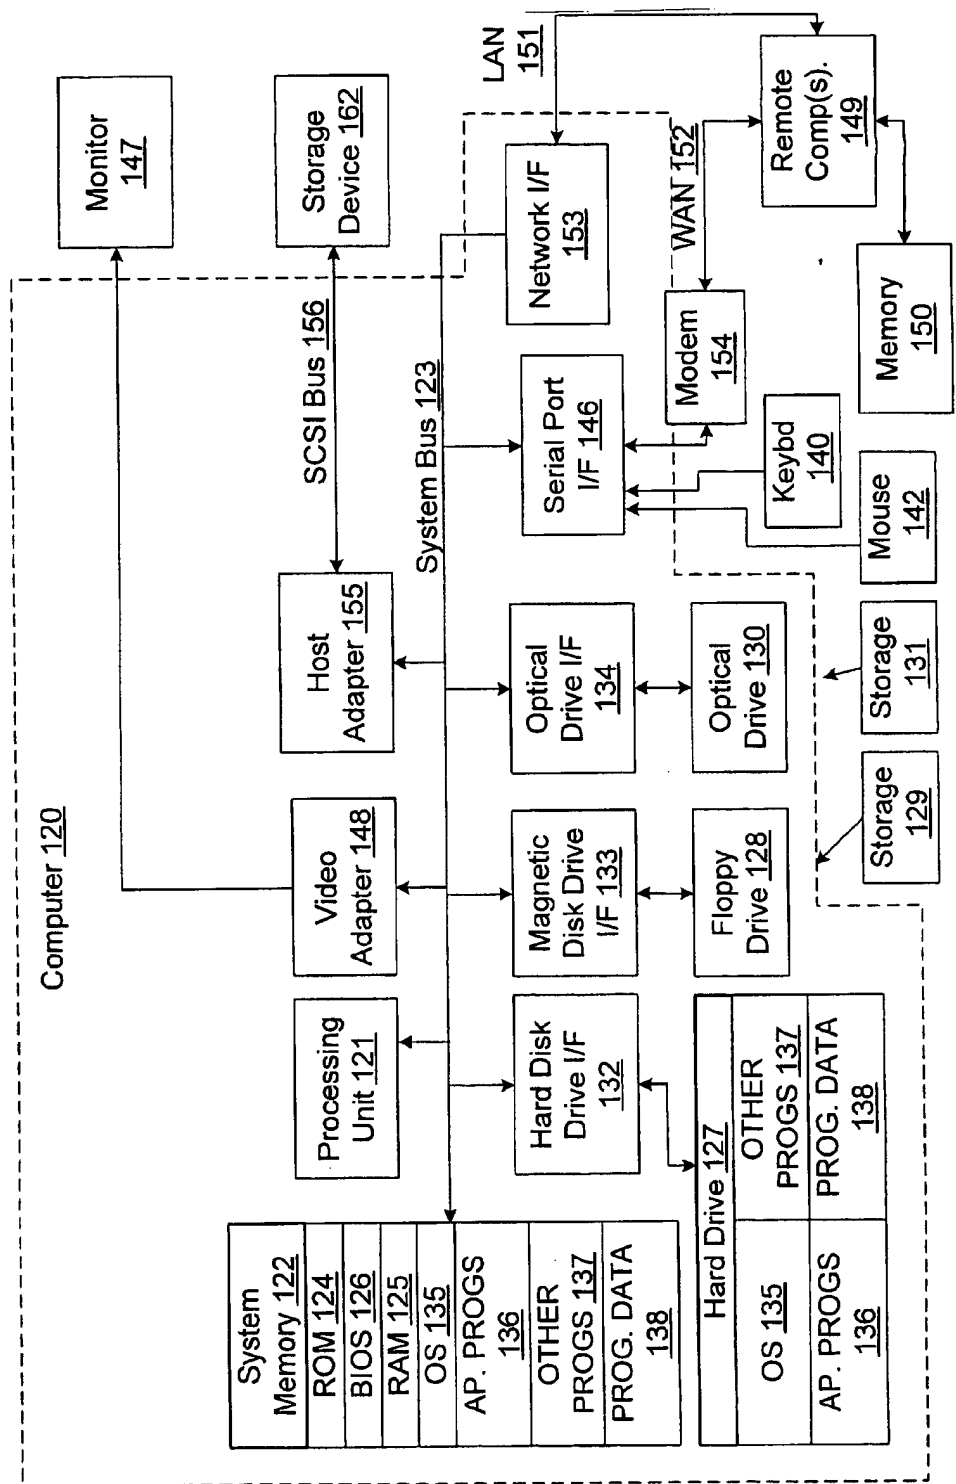 Computer 120
Monitor
147
Storage
Device 162
SCSI Bus 156
LAN
151
System
Memory 122
ROM 124
BIOS 126
RAM 125
OS 135
AP. PROGS
136
OTHER
PROGS 137
PROG. DATA
138
Processing
Unit 121
Video
Adapter 148
Host
Adapter 155
System Bus 123
Hard Disk
Drive I/F
132
Magnetic
Disk Drive
I/F 133
Optical
Drive I/F
134
Serial Port
I/F 146
Network I/F
153
WAN 152
Modem
154
Remote
Comp(s).
149
Hard Drive 127
OS 135
OTHER
PROGS 137
AP. PROGS
136
PROG. DATA
138
Floppy
Drive 128
Optical
Drive 130
Keybd
140
Mouse
142
Memory
150
Storage
129
Storage
131